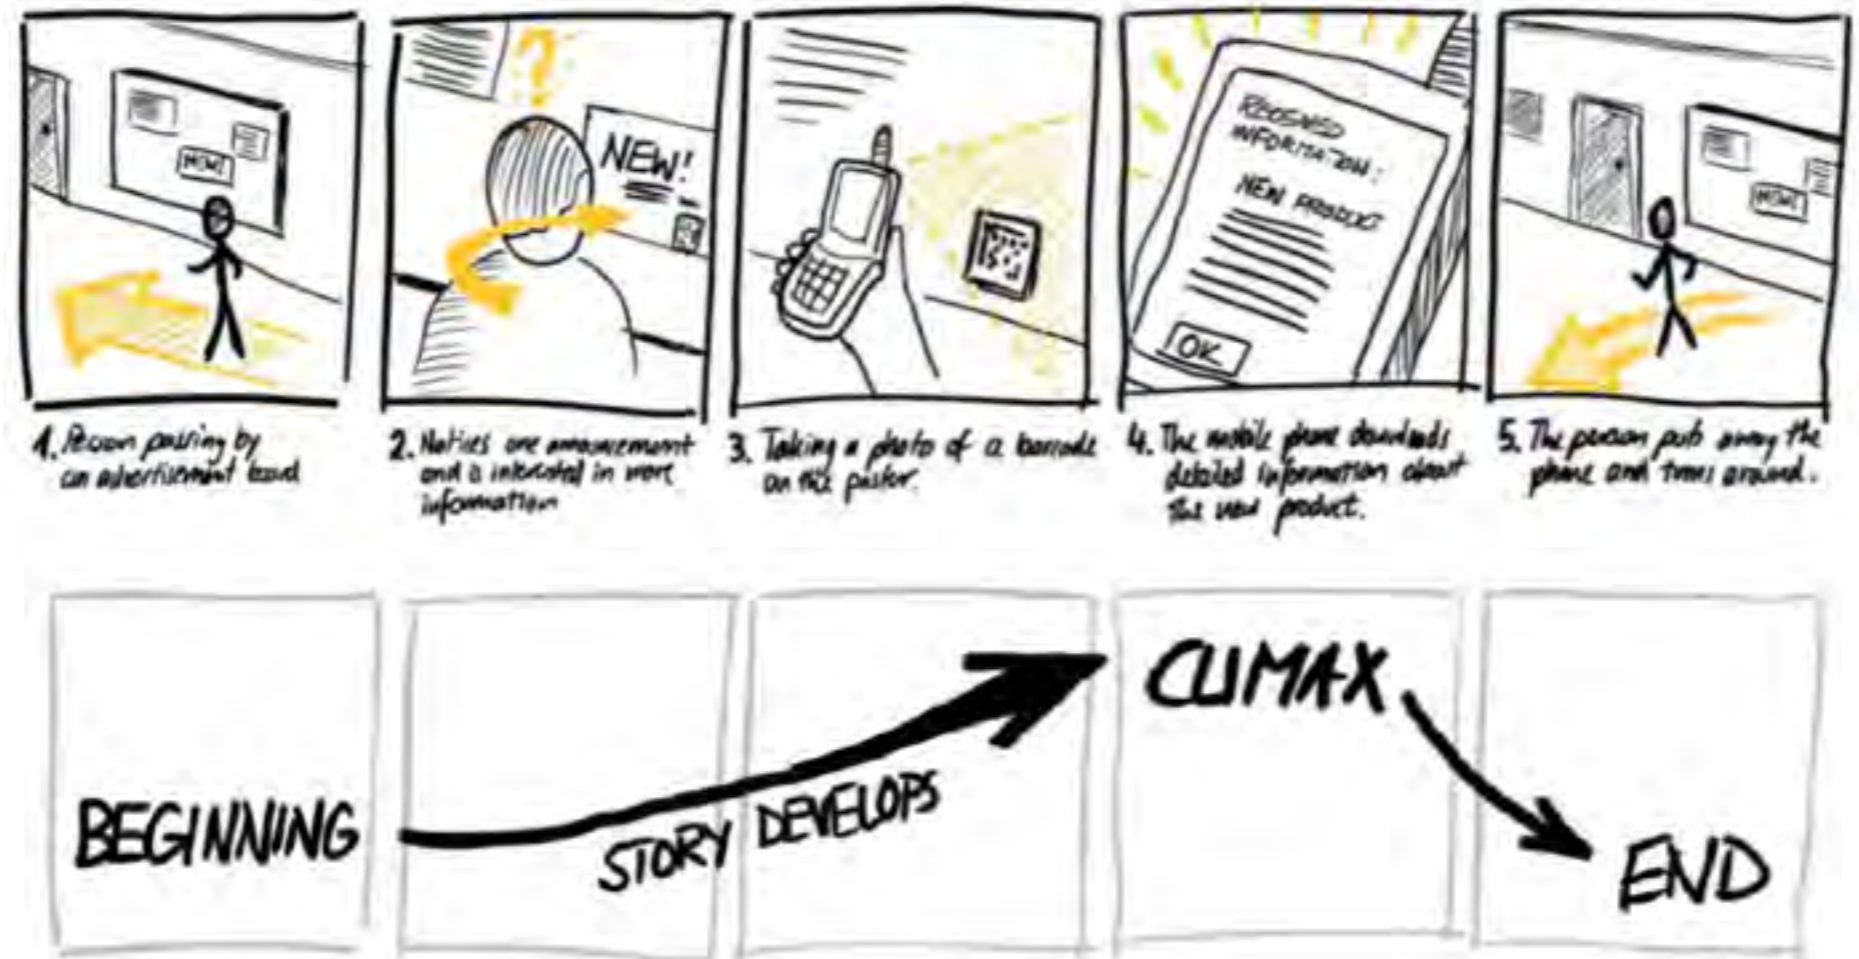 NEW!
NEW!
RECEIVED
INFORMATION:
NEW PRODUCT
OK
NEW!
1. Person passing by
an advertisement board
2. Notices one announcement
and is interested in more
information
3. Taking a photo of a barcode
on the poster.
4. The mobile phone downloads
detailed information about
the new product.
5. The person puts away the
phone and turns around.
BEGINNING
STORY DEVELOPS
CLIMAX
END